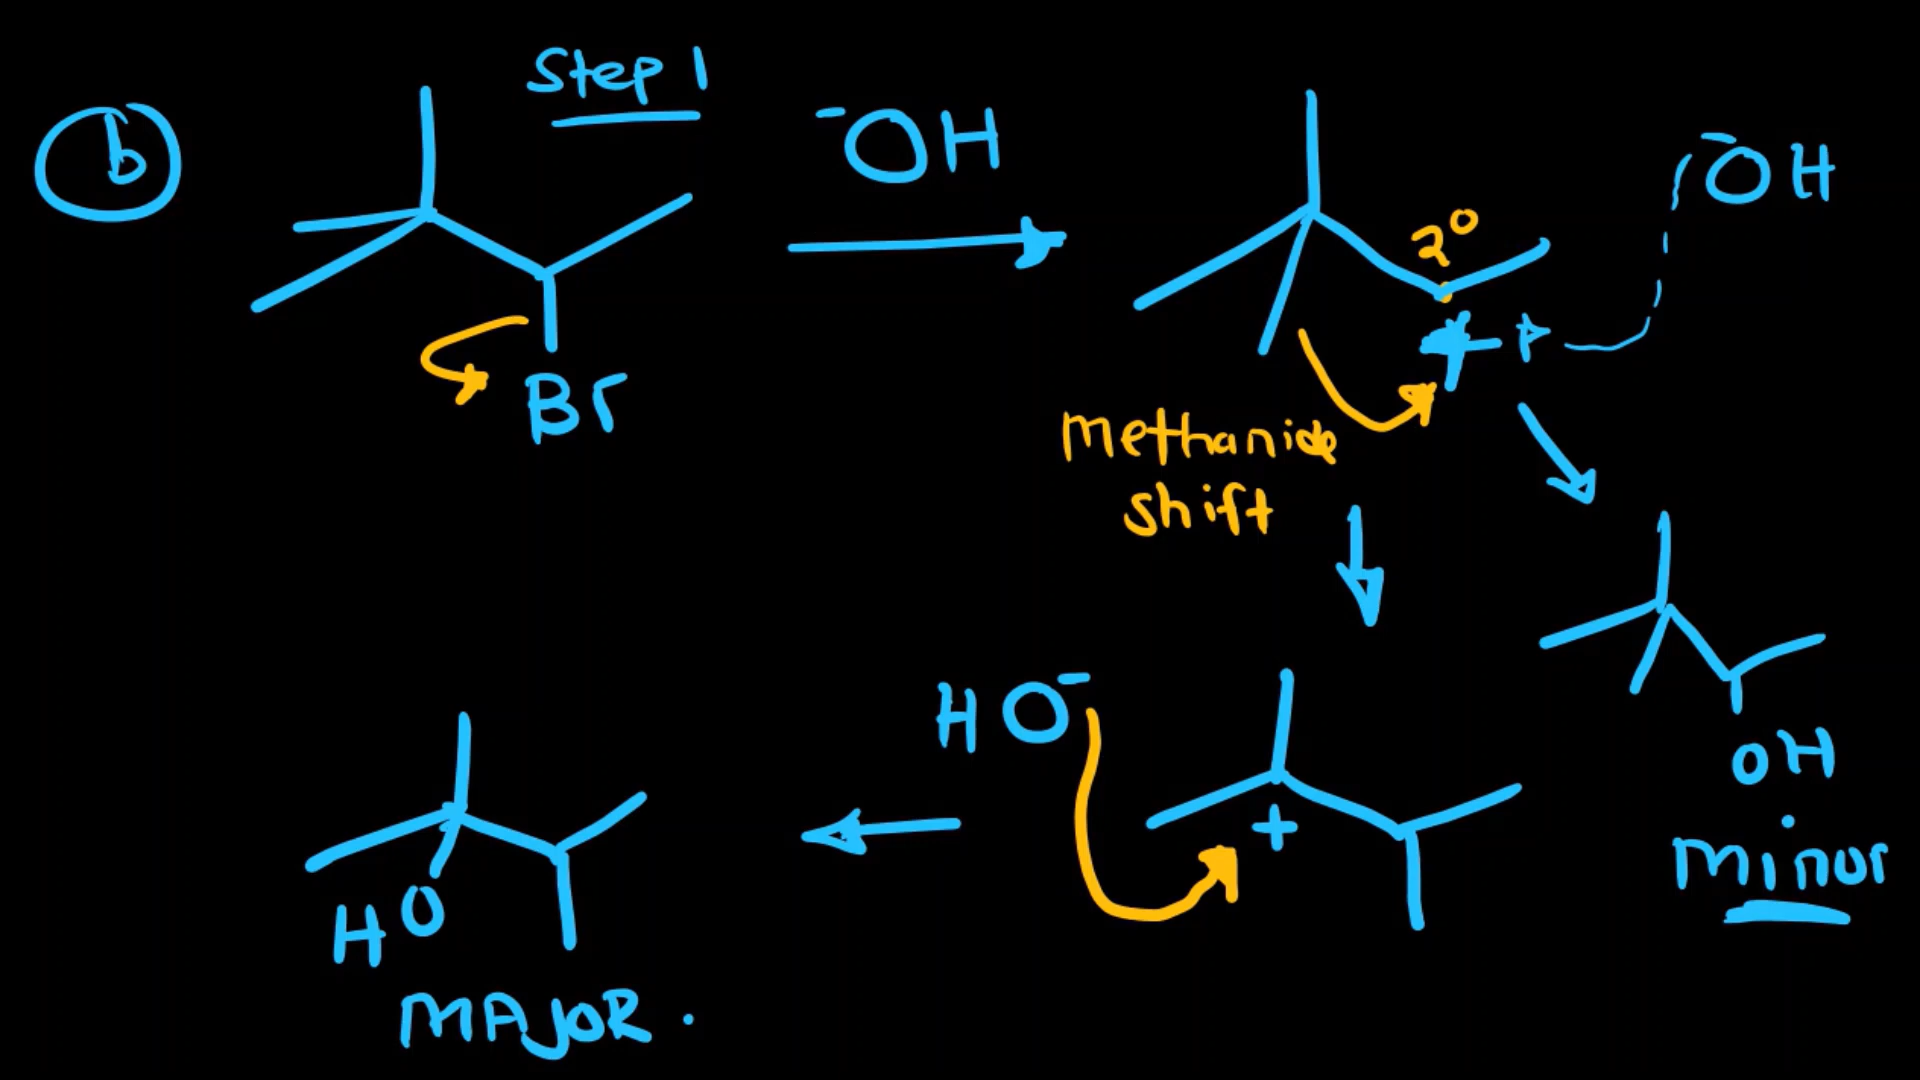 b
Step 1
Br
⁻OH
2°
⁻OH
+
methanide
shift
OH
minor
HO⁻
+
HO
MAJOR.